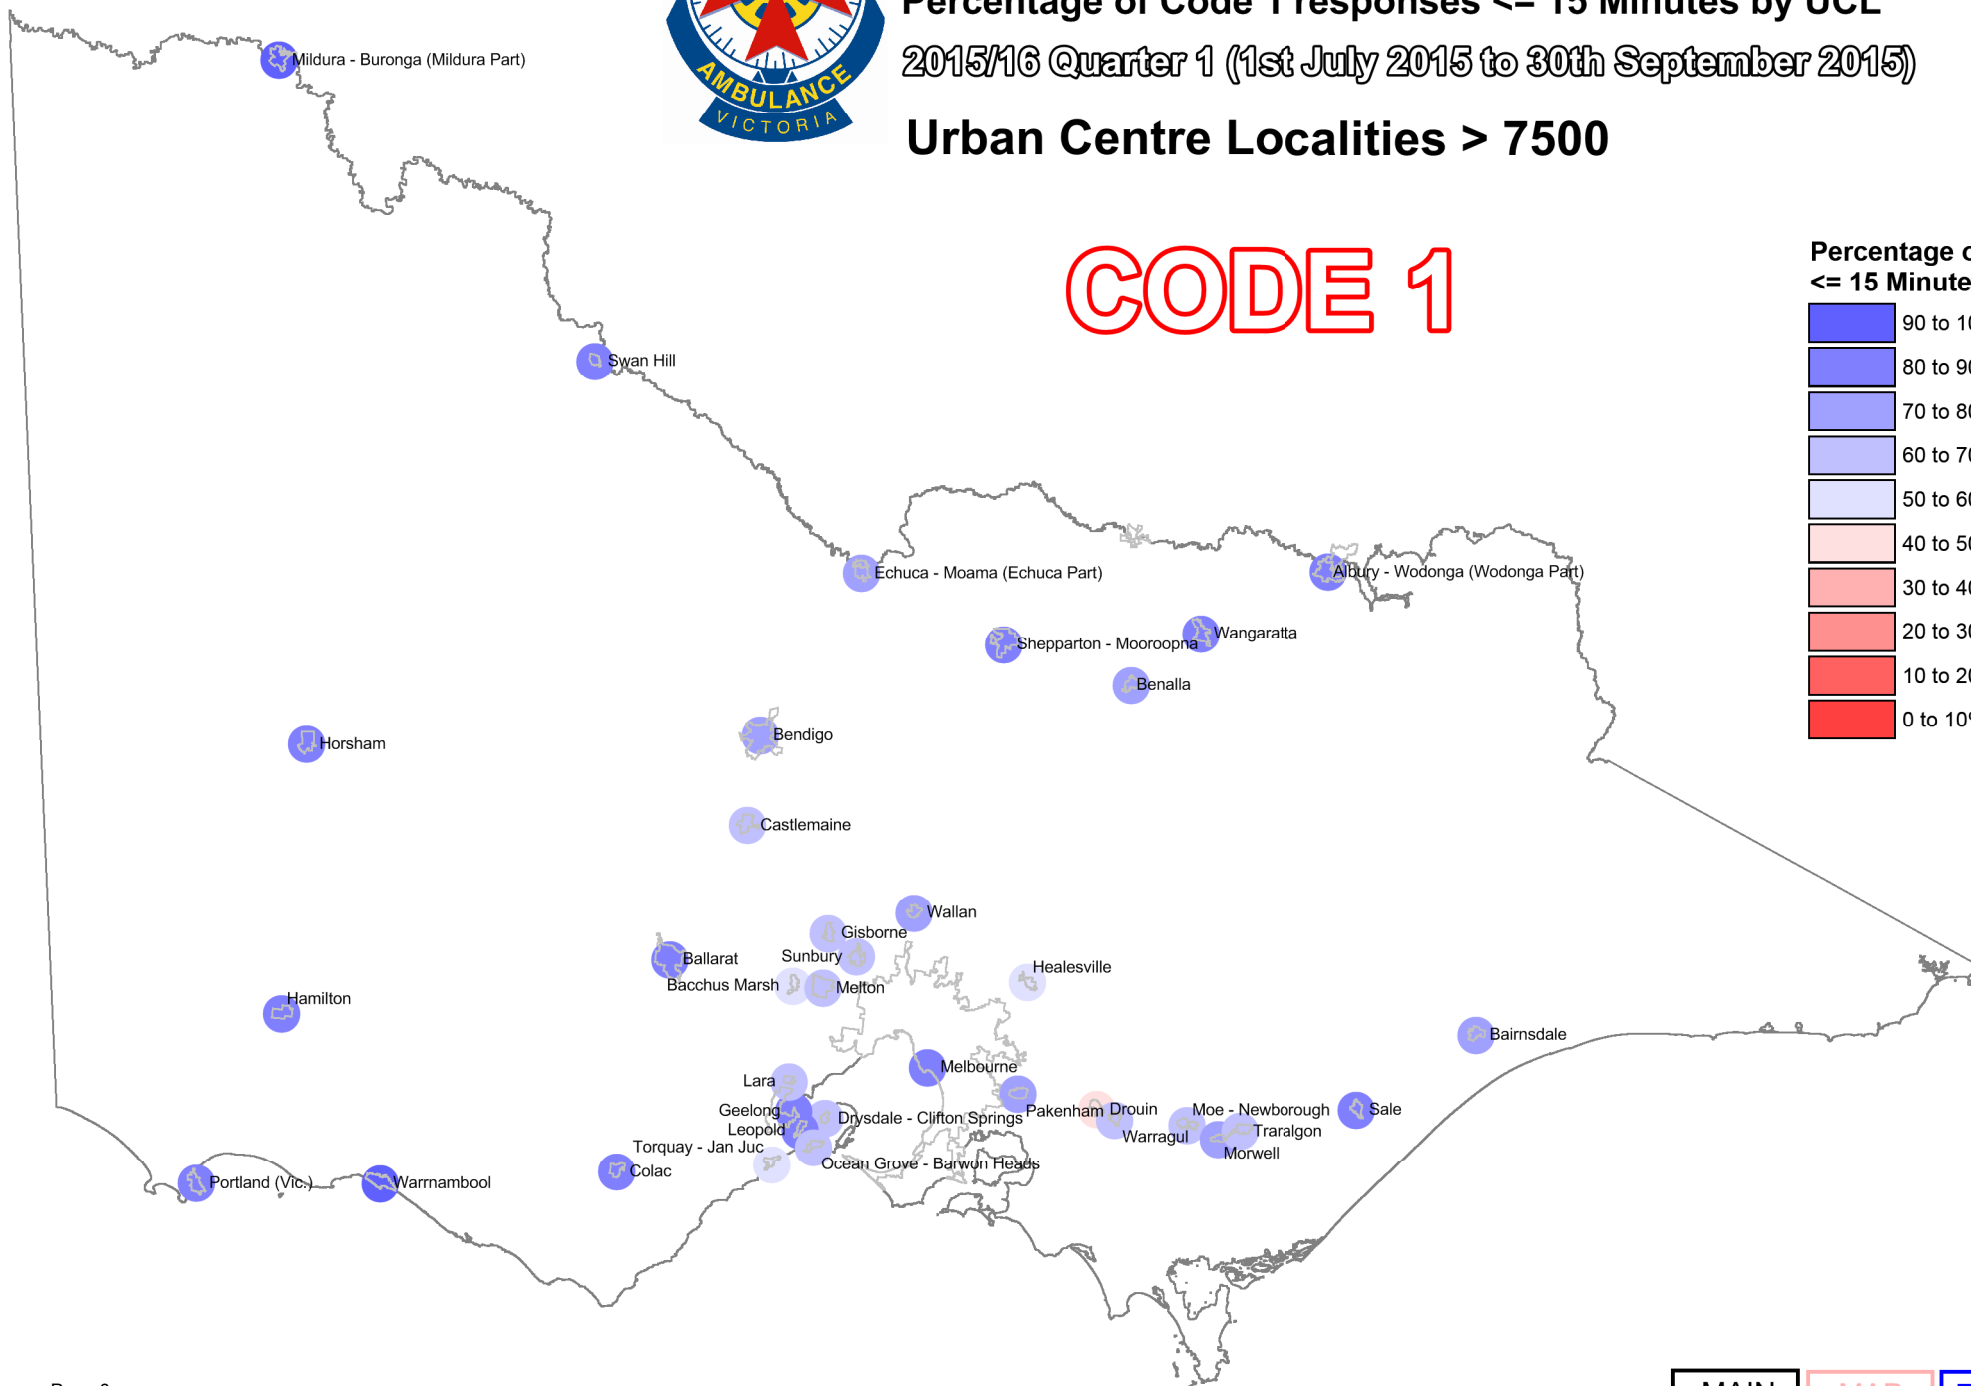 Percentage of Code 1 responses <= 15 Minutes by UCL
2015/16 Quarter 1 (1st July 2015 to 30th September 2015)
Urban Centre Localities > 7500
AMBULANCE
VICTORIA
CODE 1
Percentage
<= 15 Minute
90 to 10
80 to 90
70 to 80
60 to 70
50 to 60
40 to 50
30 to 40
20 to 30
10 to 20
0 to 10
Mildura - Buronga (Mildura Part)
Swan Hill
Echuca - Moama (Echuca Part)
Albury - Wodonga (Wodonga Part)
Shepparton - Mooroopna
Wangaratta
Benalla
Horsham
Bendigo
Castlemaine
Wallan
Gisborne
Sunbury
Ballarat
Bacchus Marsh
Melton
Healesville
Hamilton
Bairnsdale
Melbourne
Lara
Geelong
Drysdale - Clifton Springs
Pakenham
Drouin
Moe - Newborough
Sale
Leopold
Warragul
Traralgon
Torquay - Jan Juc
Morwell
Ocean Grove - Barwon Heads
Colac
Portland (Vic.)
Warrnambool
MAIN
MAP